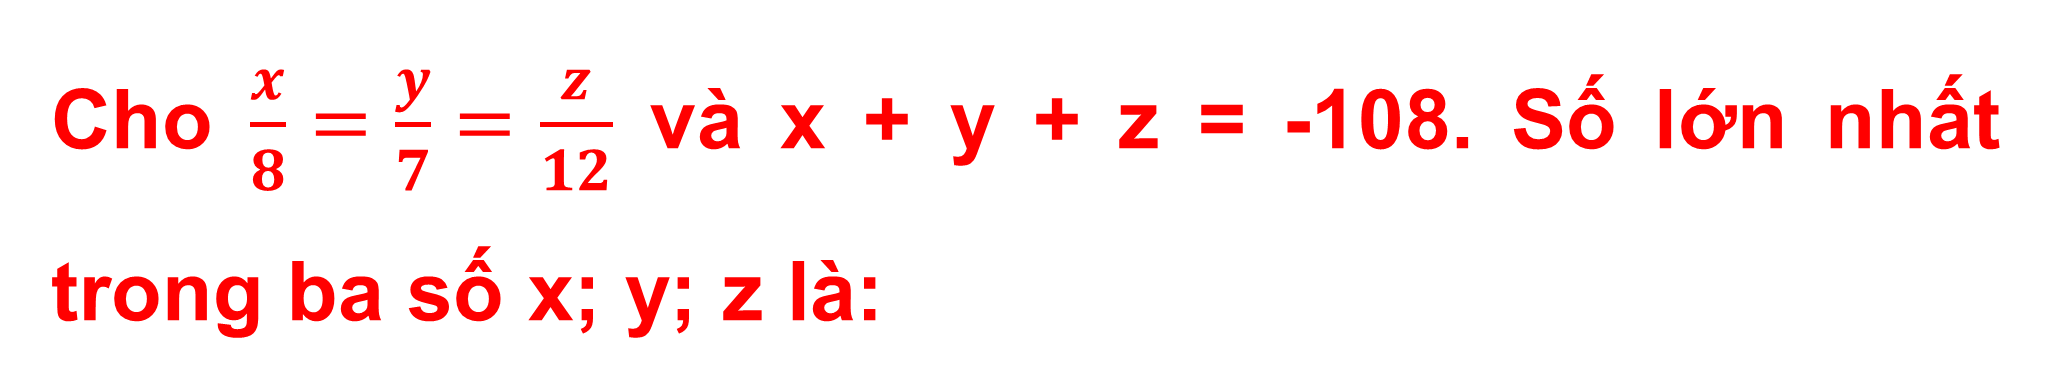 Cho x/8 = y/7 = z/12 và x + y + z = -108. Số lớn nhất
trong ba số x; y; z là: